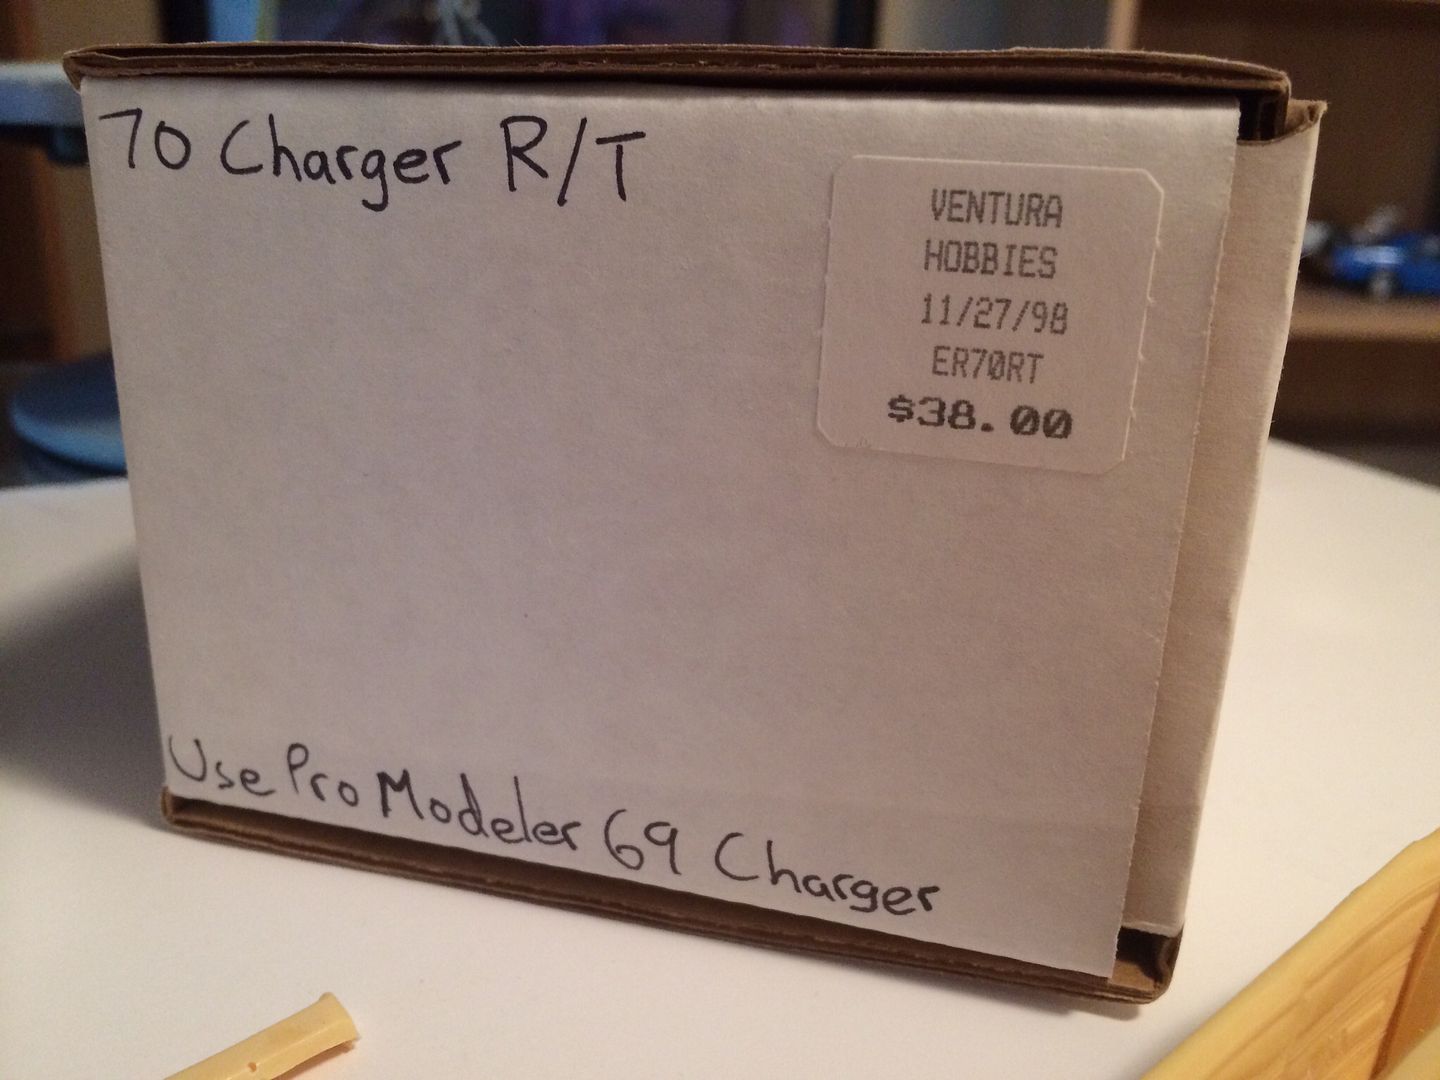 70 Charger R/T
VENTURA
HOBBIES
11/27/98
ER70RT
$38.00
Use Pro Modeler 69 Charger